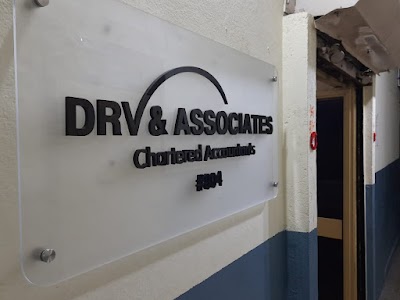 DRV & ASSOCIATES
Chartered Accountants
#804